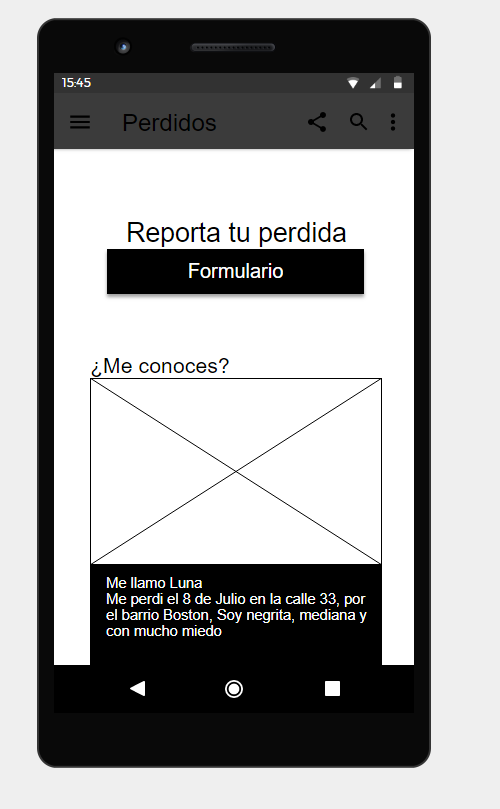 15:45
Perdidos
Reporta tu perdida
Formulario
¿Me conoces?
Me llamo Luna
Me perdi el 8 de Julio en la calle 33, por
el barrio Boston, Soy negrita, mediana y
con mucho miedo